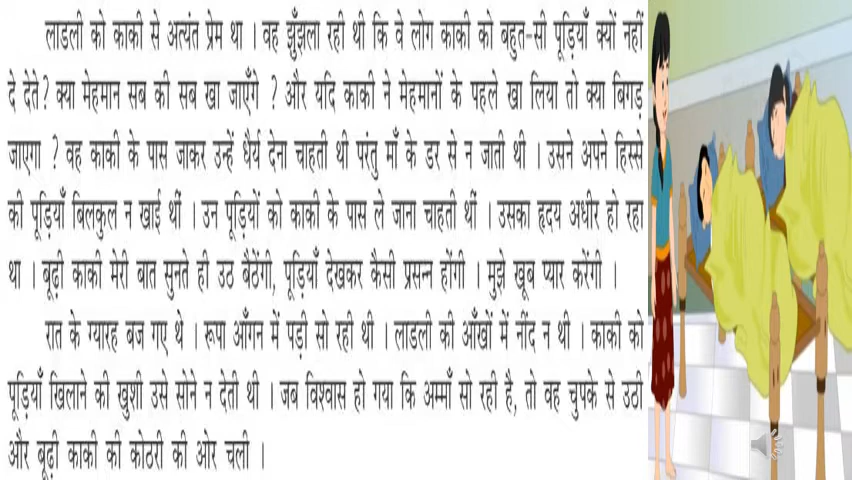 लाडली को काकी से अत्यंत प्रेम था । वह झुँझला रही थी कि वे लोग काकी को बहुत-सी पूड़ियाँ क्यों नहीं
दे देते? क्या मेहमान सब की सब खा जाएँगे ? और यदि काकी ने मेहमानों के पहले खा लिया तो क्या बिगड़
जाएगा ? वह काकी के पास जाकर उन्हें धैर्य देना चाहती थी परंतु माँ के डर से न जाती थी । उसने अपने हिस्से
की पूड़ियाँ बिलकुल न खाई थीं । उन पूड़ियों को काकी के पास ले जाना चाहती थीं । उसका हृदय अधीर हो रहा
था । बूढ़ी काकी मेरी बात सुनते ही उठ बैठेंगी, पूड़ियाँ देखकर कैसी प्रसन्न होंगी । मुझे खूब प्यार करेंगी ।
रात के ग्यारह बज गए थे । रूपा आँगन में पड़ी सो रही थी । लाडली की आँखों में नींद न थी । काकी को
पूड़ियाँ खिलाने की खुशी उसे सोने न देती थी । जब विश्वास हो गया कि अम्माँ सो रही है, तो वह चुपके से उठी
और बूढ़ी काकी की कोठरी की ओर चली ।